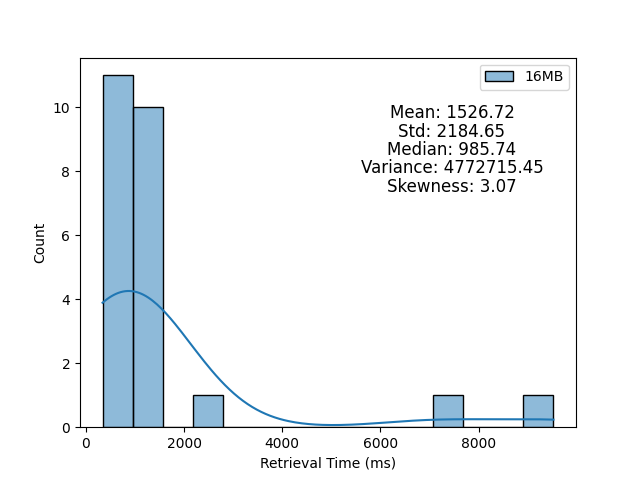 16MB
Mean: 1526.72
Std: 2184.65
Median: 985.74
Variance: 4772715.45
Skewness: 3.07
10
8
6
4
2
0
Count
0 2000 4000 6000 8000
Retrieval Time (ms)